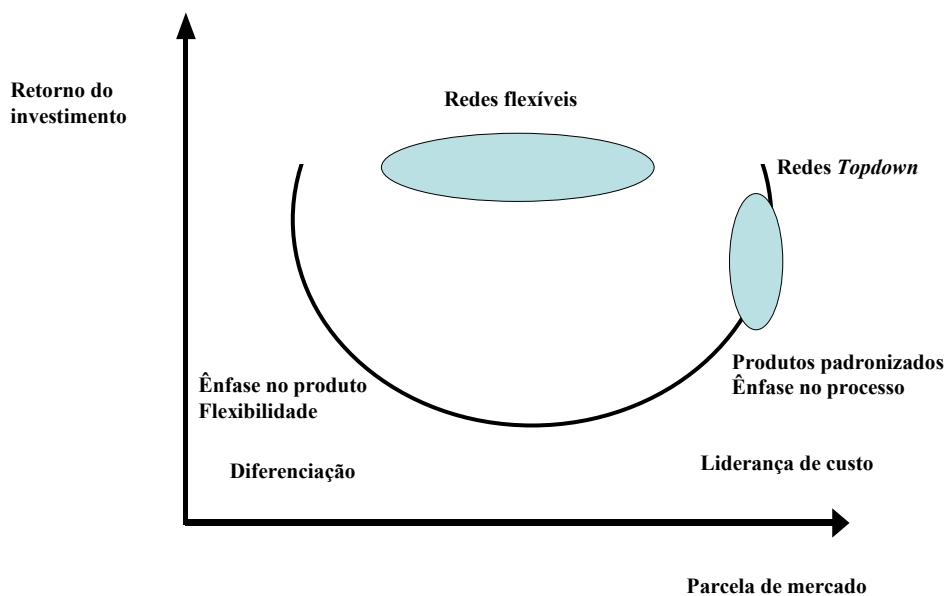 Retorno do
investimento
Redes flexíveis
Redes Topdown
Ênfase no produto
Flexibilidade
Produtos padronizados
Ênfase no processo
Diferenciação
Liderança de custo
Parcela de mercado